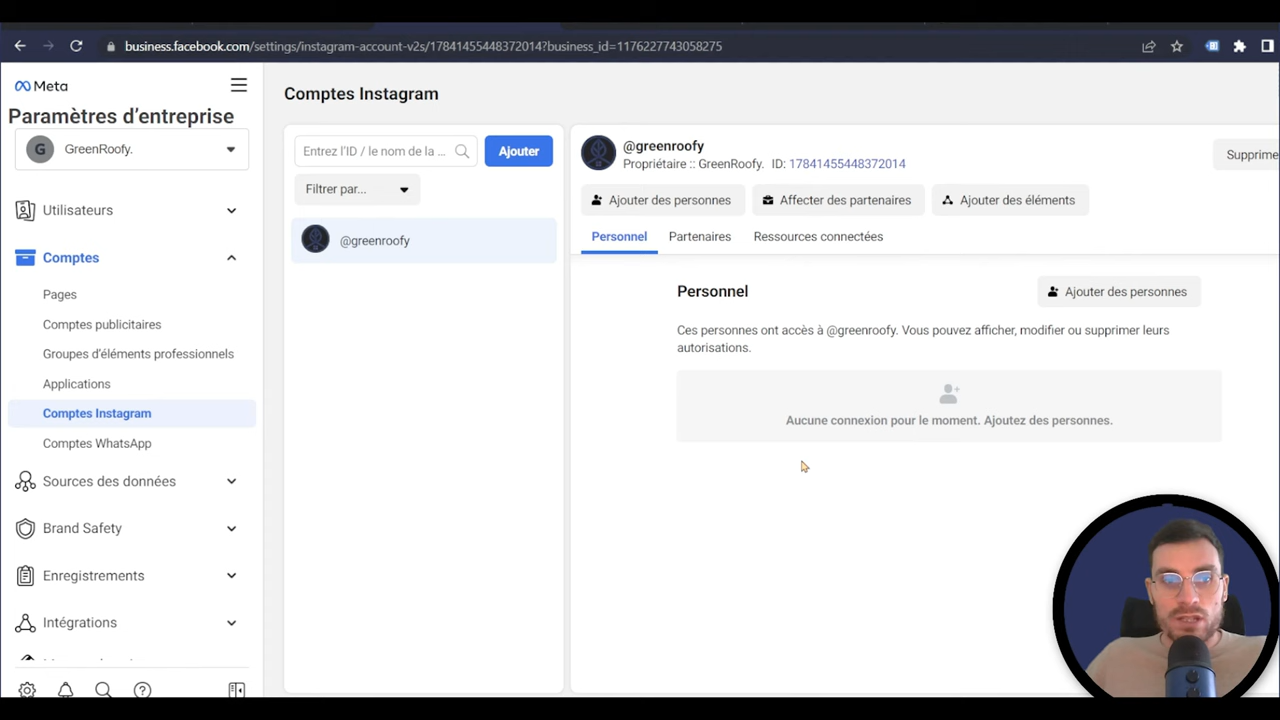 business.facebook.com/settings/instagram-account-v2s/17841455448372014?business_id=1176227743058275
Meta
Paramètres d’entreprise
G
GreenRoofy.
Utilisateurs
Comptes
Pages
Comptes publicitaires
Groupes d’éléments professionnels
Applications
Comptes Instagram
Comptes WhatsApp
Sources des données
Brand Safety
Enregistrements
Intégrations
Comptes Instagram
Entrez l’ID / le nom de la ...
Ajouter
Filtrer par...
@greenroofy
@greenroofy
Propriétaire :: GreenRoofy. ID: 17841455448372014
Supprime
Ajouter des personnes
Affecter des partenaires
Ajouter des éléments
Personnel
Partenaires
Ressources connectées
Personnel
Ajouter des personnes
Ces personnes ont accès à @greenroofy. Vous pouvez afficher, modifier ou supprimer leurs
autorisations.
Aucune connexion pour le moment. Ajoutez des personnes.